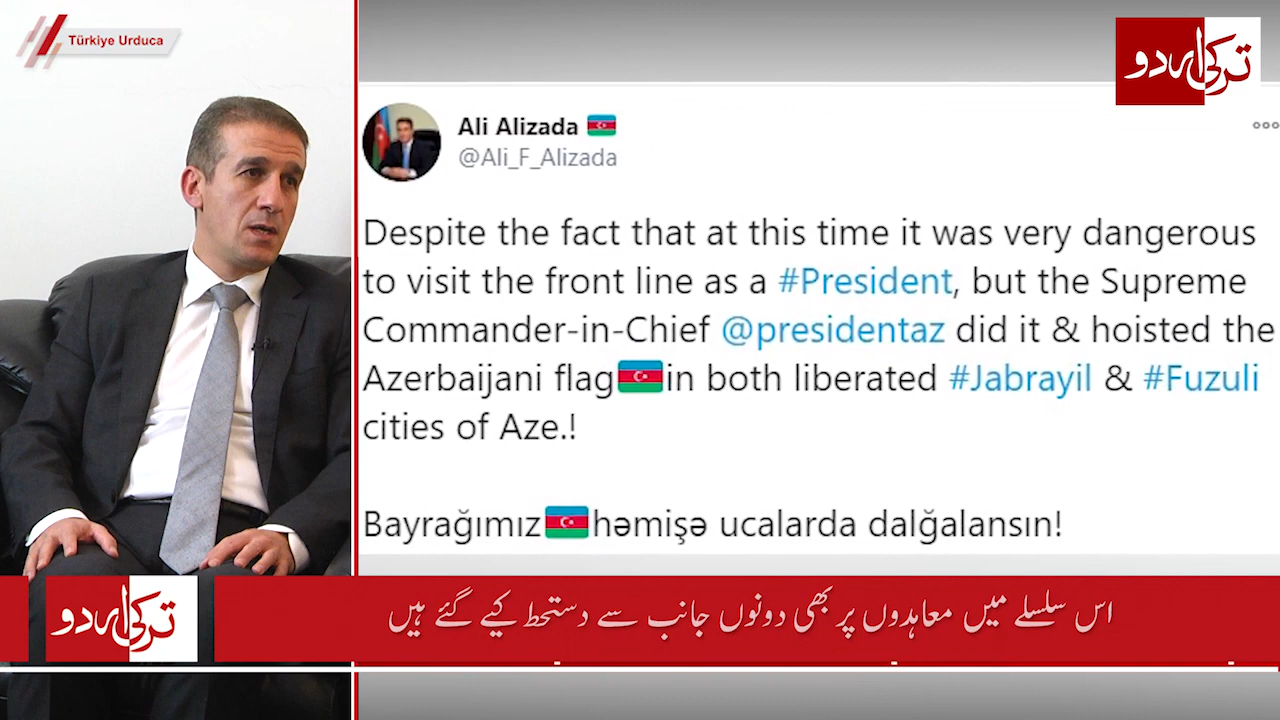 Türkiye Urduca
ترکی اردو
Ali Alizada
@Ali_F_Alizada
Despite the fact that at this time it was very dangerous
to visit the front line as a #President, but the Supreme
Commander-in-Chief @presidentaz did it & hoisted the
Azerbaijani flag🇦🇿in both liberated #Jabrayil & #Fuzuli
cities of Aze.!
Bayrağımız🇦🇿həmişə ucalarda dalğalansın!
ترکی اردو
اس سلسلے میں معاہدوں پر بھی دونوں جانب سے دستخط کیے گئے ہیں